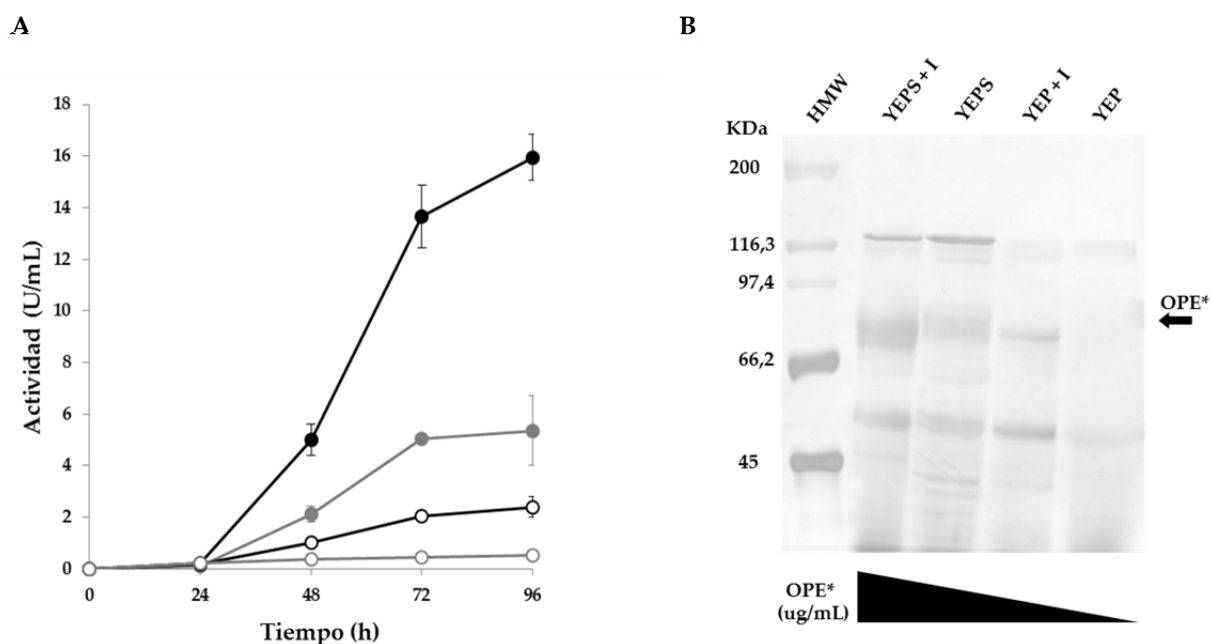 A
Actividad (U/mL)
18
16
14
12
10
8
6
4
2
0
0 24 48 72 96
Tiempo (h)
B
HMW YEPS + I YEPS YEP + I YEP
KDa
200
116,3
97,4
66,2
45
OPE*
OPE*
(ug/mL)